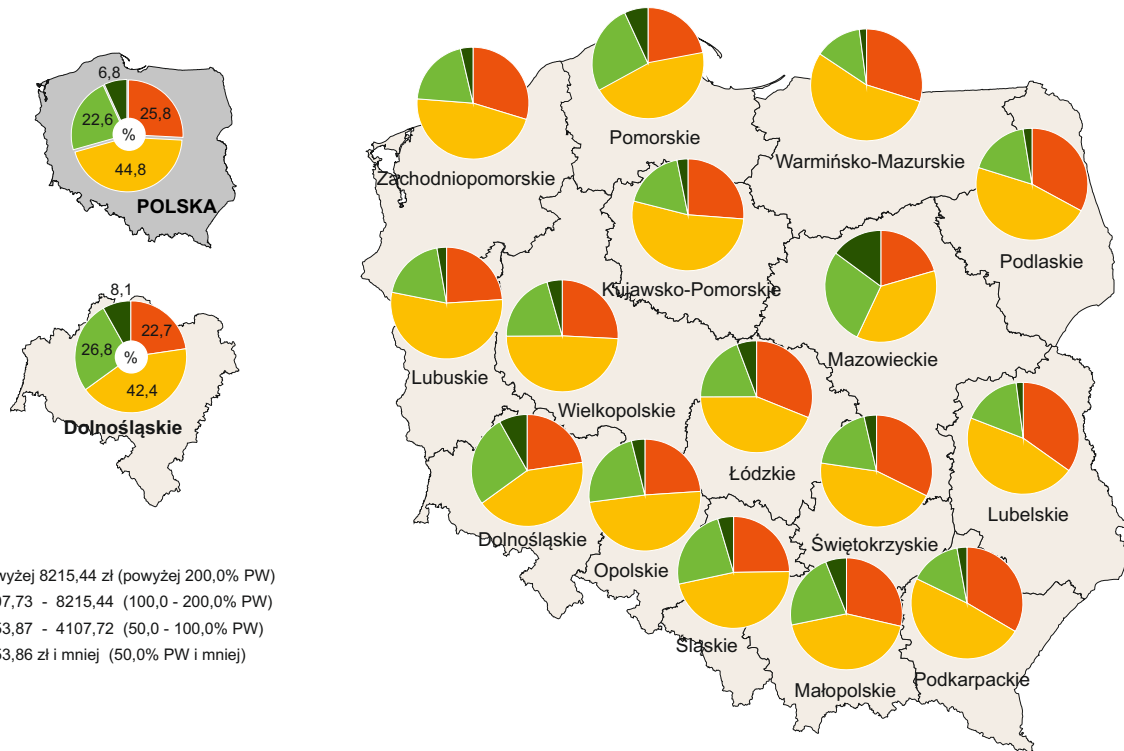 6,8
22,6
25,8
%
44,8
POLSKA
8,1
26,8
22,7
%
42,4
Dolnośląskie
Pomorskie
Warmińsko-Mazurskie
Zachodniopomorskie
Podlaskie
Kujawsko-Pomorskie
Mazowieckie
Lubuskie
Wielkopolskie
Łódzkie
Lubelskie
Dolnośląskie
Świętokrzyskie
Opolskie
Śląskie
Małopolskie
Podkarpackie
wyżej 8215,44 zł (powyżej 200,0% PW)
07,73 - 8215,44 (100,0 - 200,0% PW)
53,87 - 4107,72 (50,0 - 100,0% PW)
53,86 zł i mniej (50,0% PW i mniej)